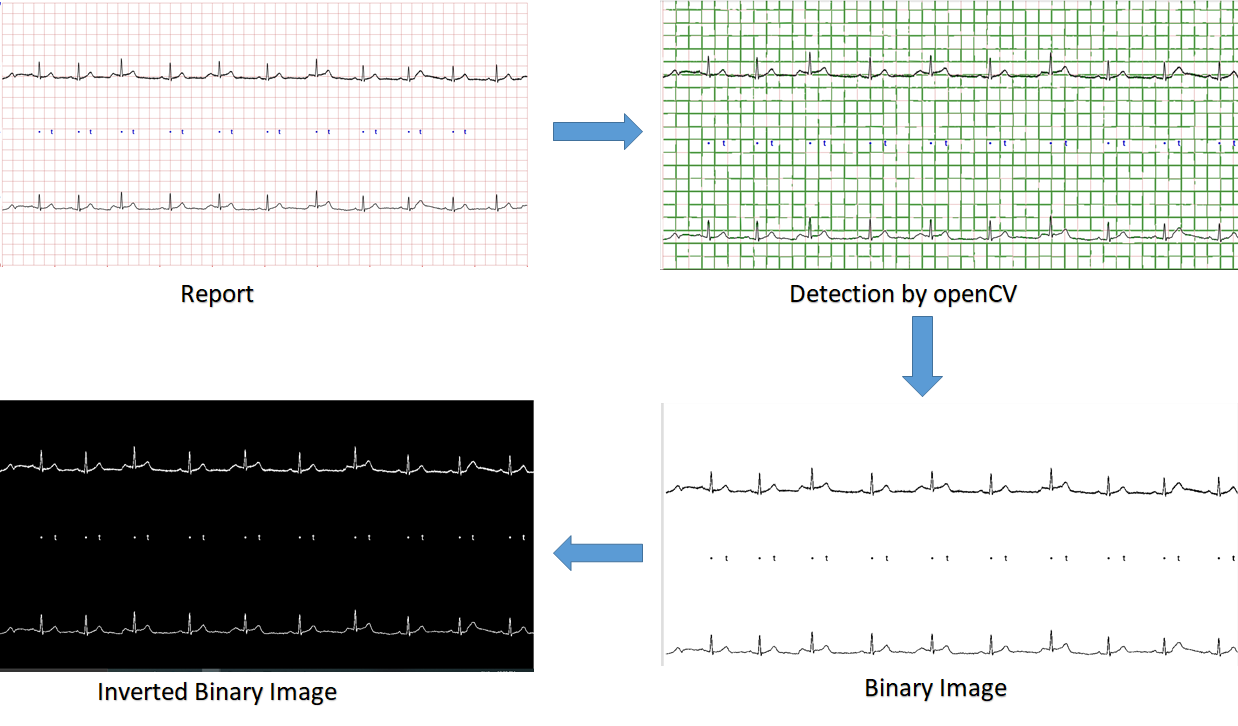 · t · t · t · t · t · t · t · t · t · t
· t · t · t · t · t · t · t · t · t · t
Report
Detection by openCV
· t · t · t · t · t · t · t · t · t · t
· t · t · t · t · t · t · t · t · t · t
Inverted Binary Image
Binary Image